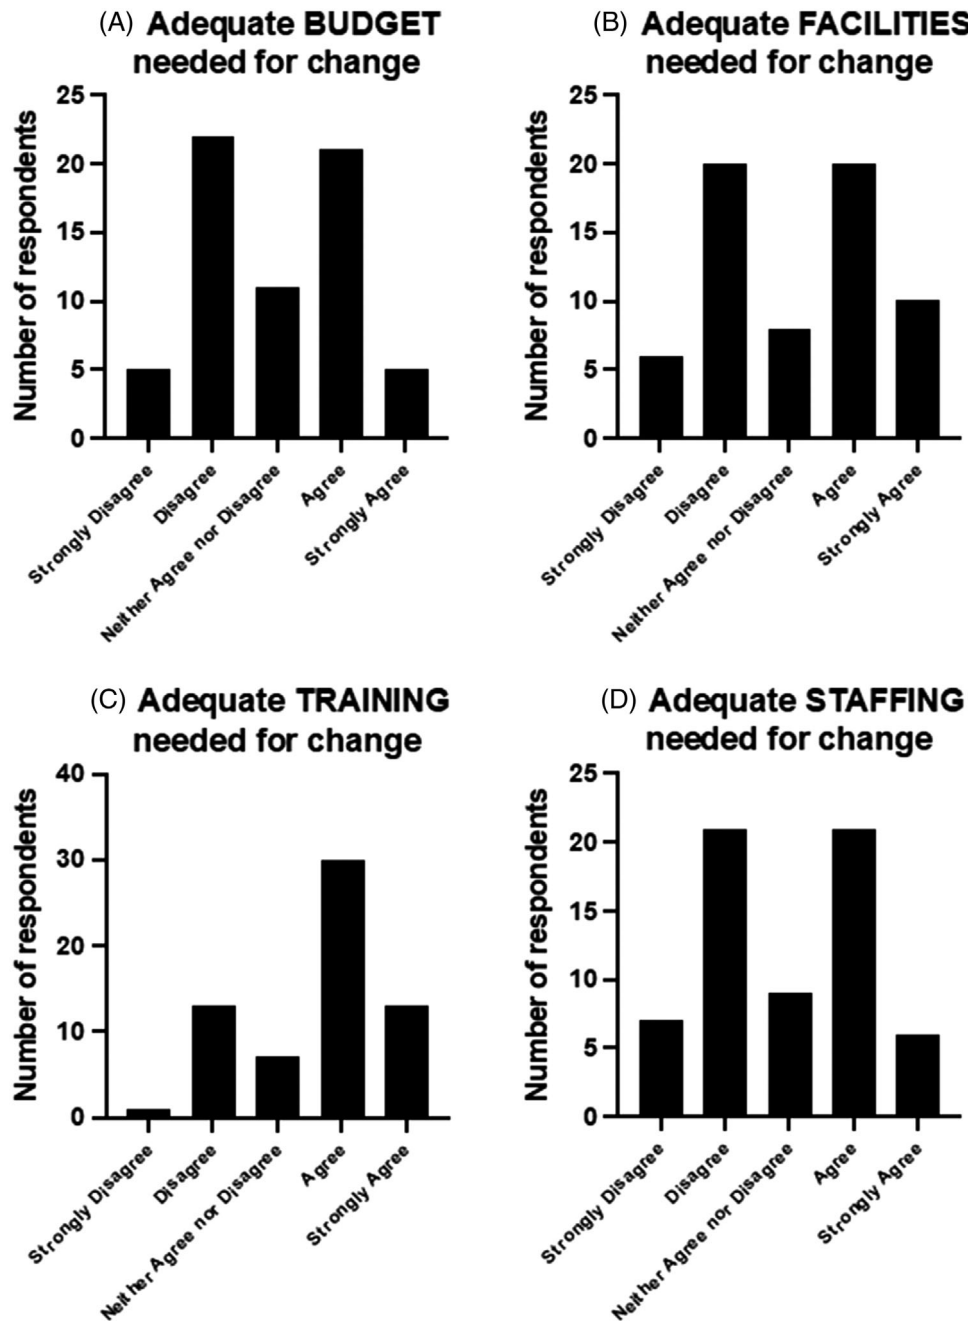 (A) Adequate BUDGET
needed for change
Number of respondents
25
20
15
10
5
0
Strongly Disagree
Disagree
Neither Agree nor Disagree
Agree
Strongly Agree
(B) Adequate FACILITIES
needed for change
Number of respondents
25
20
15
10
5
0
Strongly Disagree
Disagree
Neither Agree nor Disagree
Agree
Strongly Agree
(C) Adequate TRAINING
needed for change
Number of respondents
40
30
20
10
0
Strongly Disagree
Disagree
Neither Agree nor Disagree
Agree
Strongly Agree
(D) Adequate STAFFING
needed for change
Number of respondents
25
20
15
10
5
0
Strongly Disagree
Disagree
Neither Agree nor Disagree
Agree
Strongly Agree